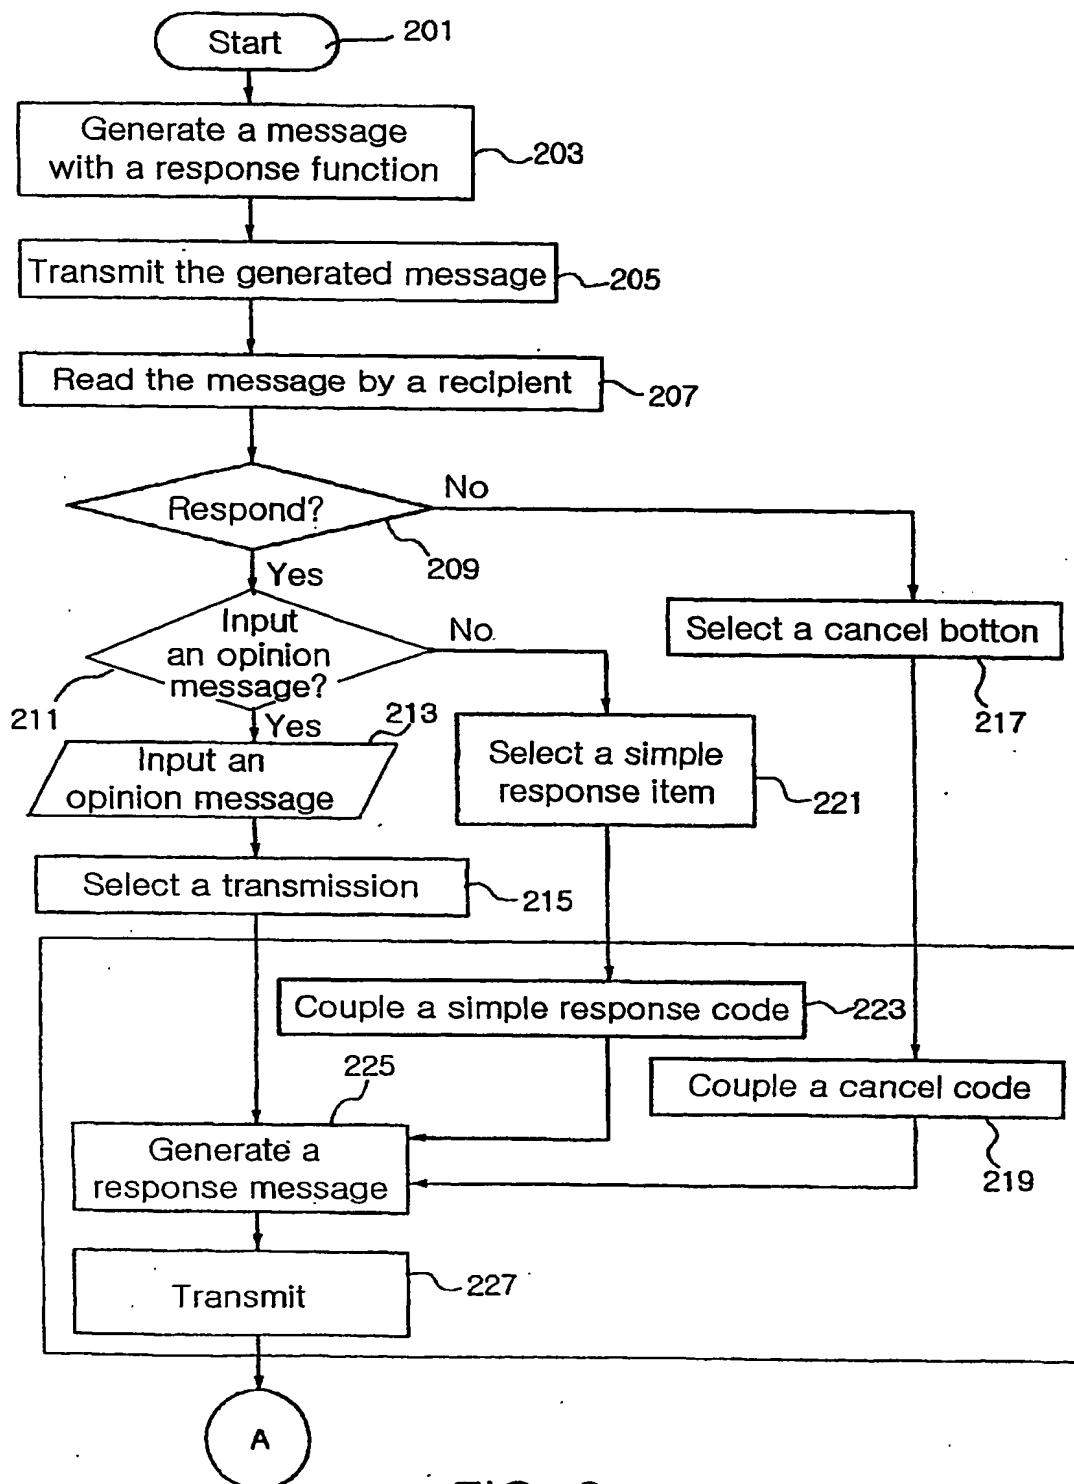 Start
201
Generate a message
with a response function
203
Transmit the generated message
205
Read the message by a recipient
207
Respond?
No
209
Yes
Input
an opinion
message?
No
211
Yes
213
Select a cancel botton
217
Input an
opinion message
Select a simple
response item
221
Select a transmission
215
Couple a simple response code
223
225
Couple a cancel code
219
Generate a
response message
Transmit
227
A